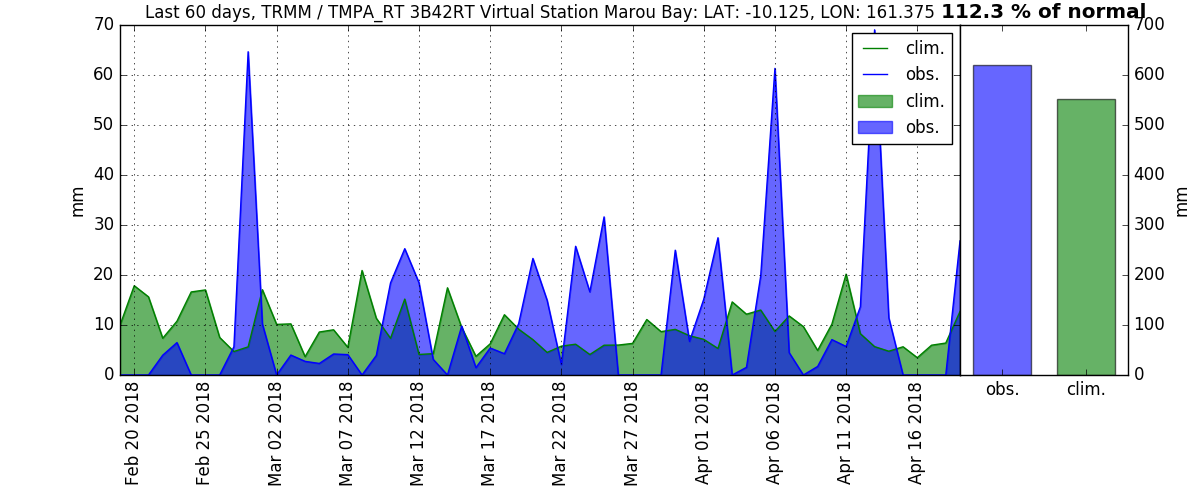 Last 60 days, TRMM / TMPA_RT 3B42RT Virtual Station Marou Bay: LAT: -10.125, LON: 161.375 112.3 % of normal
70
60
50
40
30
20
10
0
mm
clim.
obs.
clim.
obs.
700
600
500
400
300
200
100
0
mm
obs.
clim.
Feb 20 2018
Feb 25 2018
Mar 02 2018
Mar 07 2018
Mar 12 2018
Mar 17 2018
Mar 22 2018
Mar 27 2018
Apr 01 2018
Apr 06 2018
Apr 11 2018
Apr 16 2018